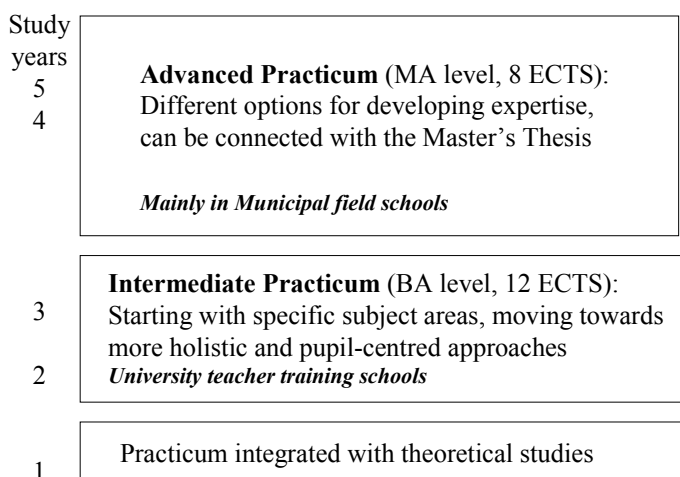 Study
years
5
4
Advanced Practicum (MA level, 8 ECTS):
Different options for developing expertise,
can be connected with the Master's Thesis
Mainly in Municipal field schools
Intermediate Practicum (BA level, 12 ECTS):
3
Starting with specific subject areas, moving towards
more holistic and pupil-centred approaches
2
University teacher training schools
Practicum integrated with theoretical studies
1